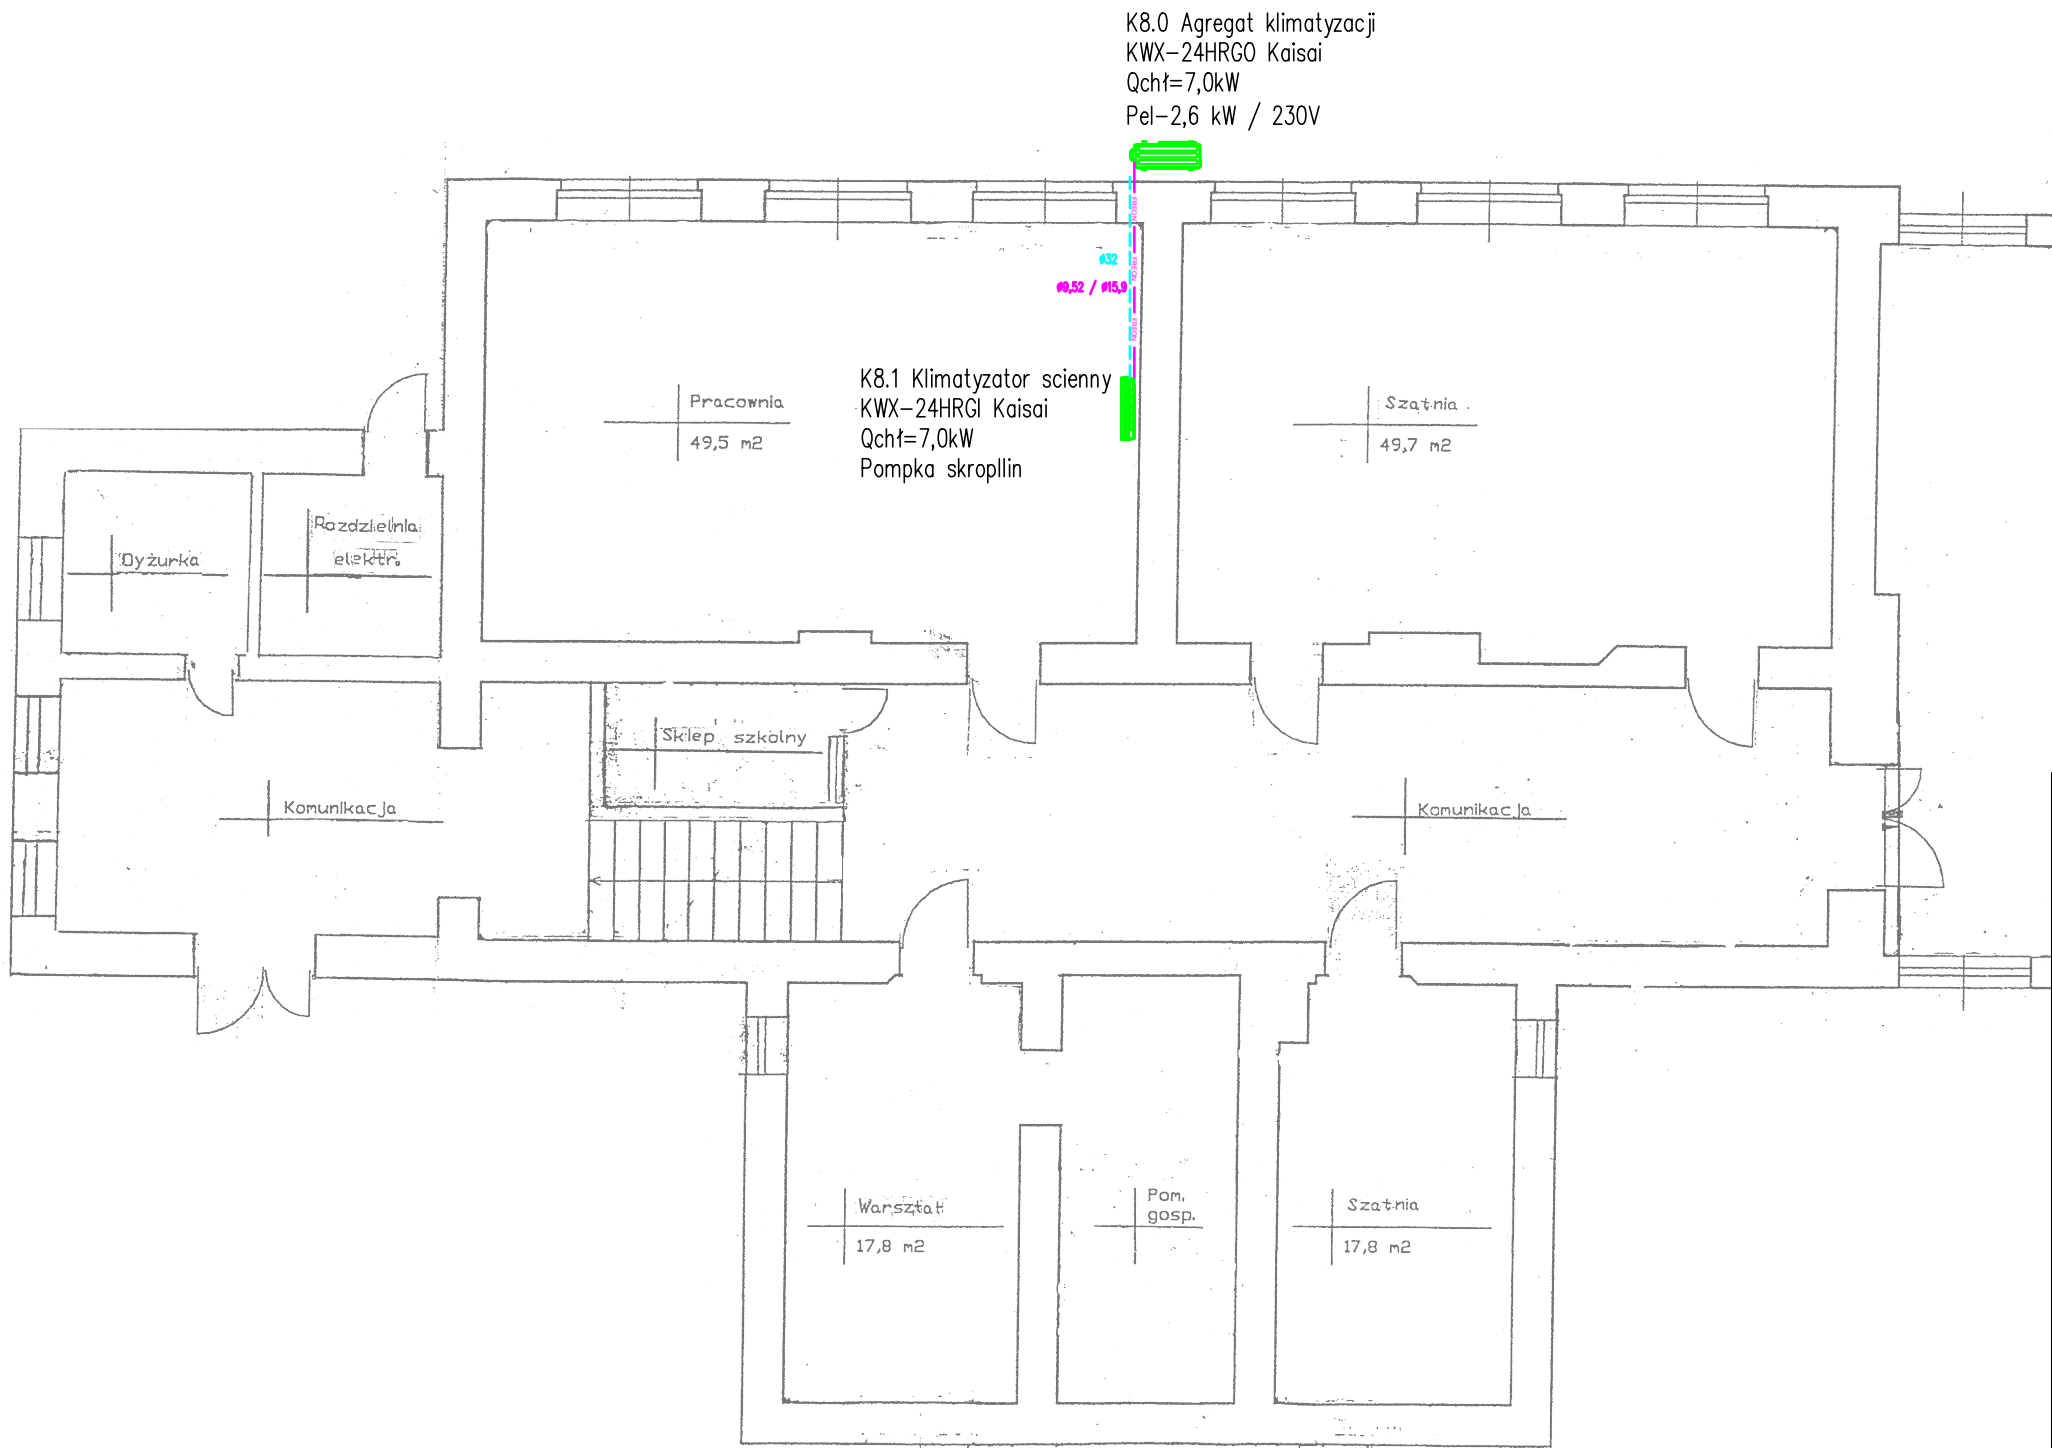 K8.0 Agregat klimatyzacji
KWX-24HRGO Kaisai
Qchł=7,0kW
Pel-2,6 kW / 230V
FREON
ø32
FREON
ø9,52 / ø15,9
FREON
K8.1 Klimatyzator scienny
KWX-24HRGI Kaisai
Qchł=7,0kW
Pompka skropllin
Pracownia
49,5 m2
Szatnia
49,7 m2
Rozdzielnia
elektr.
Dyżurka
Sklep szkolny
Komunikacja
Komunikacja
Warsztat
17,8 m2
Pom.
gosp.
Szatnia
17,8 m2